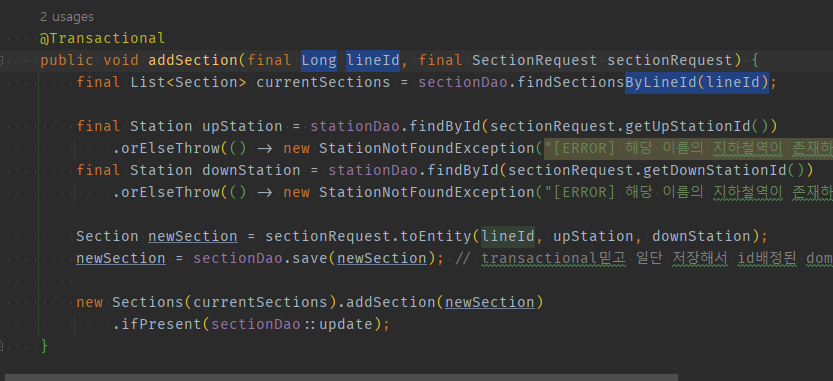 2 usages
@Transactional
public void addSection(final Long lineId, final SectionRequest sectionRequest) {
final List<Section> currentSections = sectionDao.findSectionsByLineId(lineId);
final Station upStation = stationDao.findById(sectionRequest.getUpStationId())
.orElseThrow(() -> new StationNotFoundException("[ERROR] 해당 이름의 지하철역이 존재하
final Station downStation = stationDao.findById(sectionRequest.getDownStationId())
.orElseThrow(() -> new StationNotFoundException("[ERROR] 해당 이름의 지하철역이 존재하
Section newSection = sectionRequest.toEntity(lineId, upStation, downStation);
newSection = sectionDao.save(newSection); // transactional믿고 일단 저장해서 id배정된 dom
new Sections(currentSections).addSection(newSection)
.ifPresent(sectionDao::update);
}